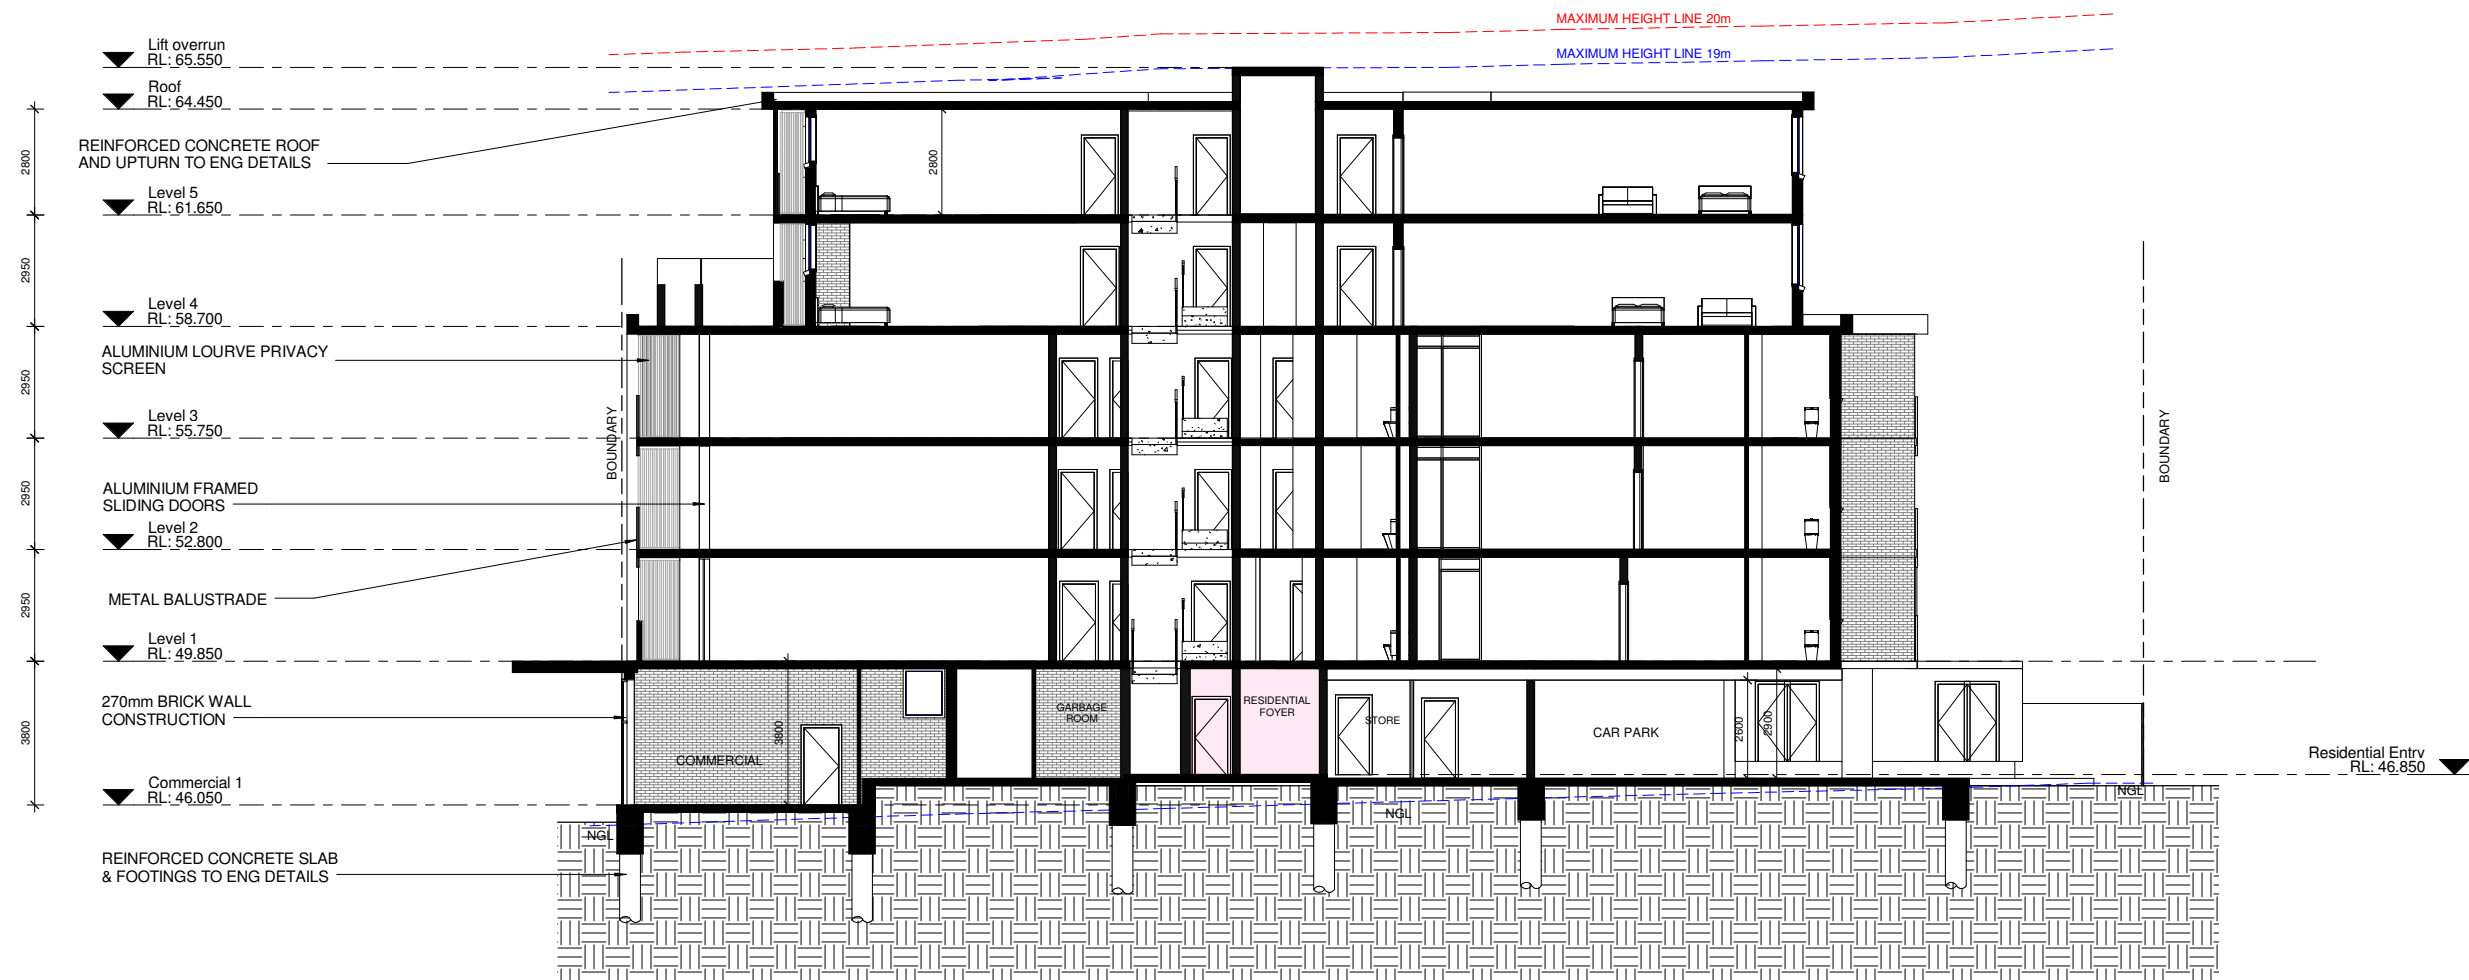 MAXIMUM HEIGHT LINE 20m
MAXIMUM HEIGHT LINE 19m
Lift overrun
RL: 65.550
Roof
RL: 64.450
REINFORCED CONCRETE ROOF
AND UPTURN TO ENG DETAILS
2800
2800
Level 5
RL: 61.650
2950
Level 4
RL: 58.700
ALUMINIUM LOURVE PRIVACY
SCREEN
2950
Level 3
RL: 55.750
BOUNDARY
BOUNDARY
ALUMINIUM FRAMED
SLIDING DOORS
2950
Level 2
RL: 52.800
METAL BALUSTRADE
2950
Level 1
RL: 49.850
270mm BRICK WALL
CONSTRUCTION
3800
COMMERCIAL
3800
GARBAGE
ROOM
RESIDENTIAL
FOYER
STORE
CAR PARK
2600
2900
Residential Entry
RL: 46.850
Commercial 1
RL: 46.050
NGL
NGL
NGL
REINFORCED CONCRETE SLAB
& FOOTINGS TO ENG DETAILS